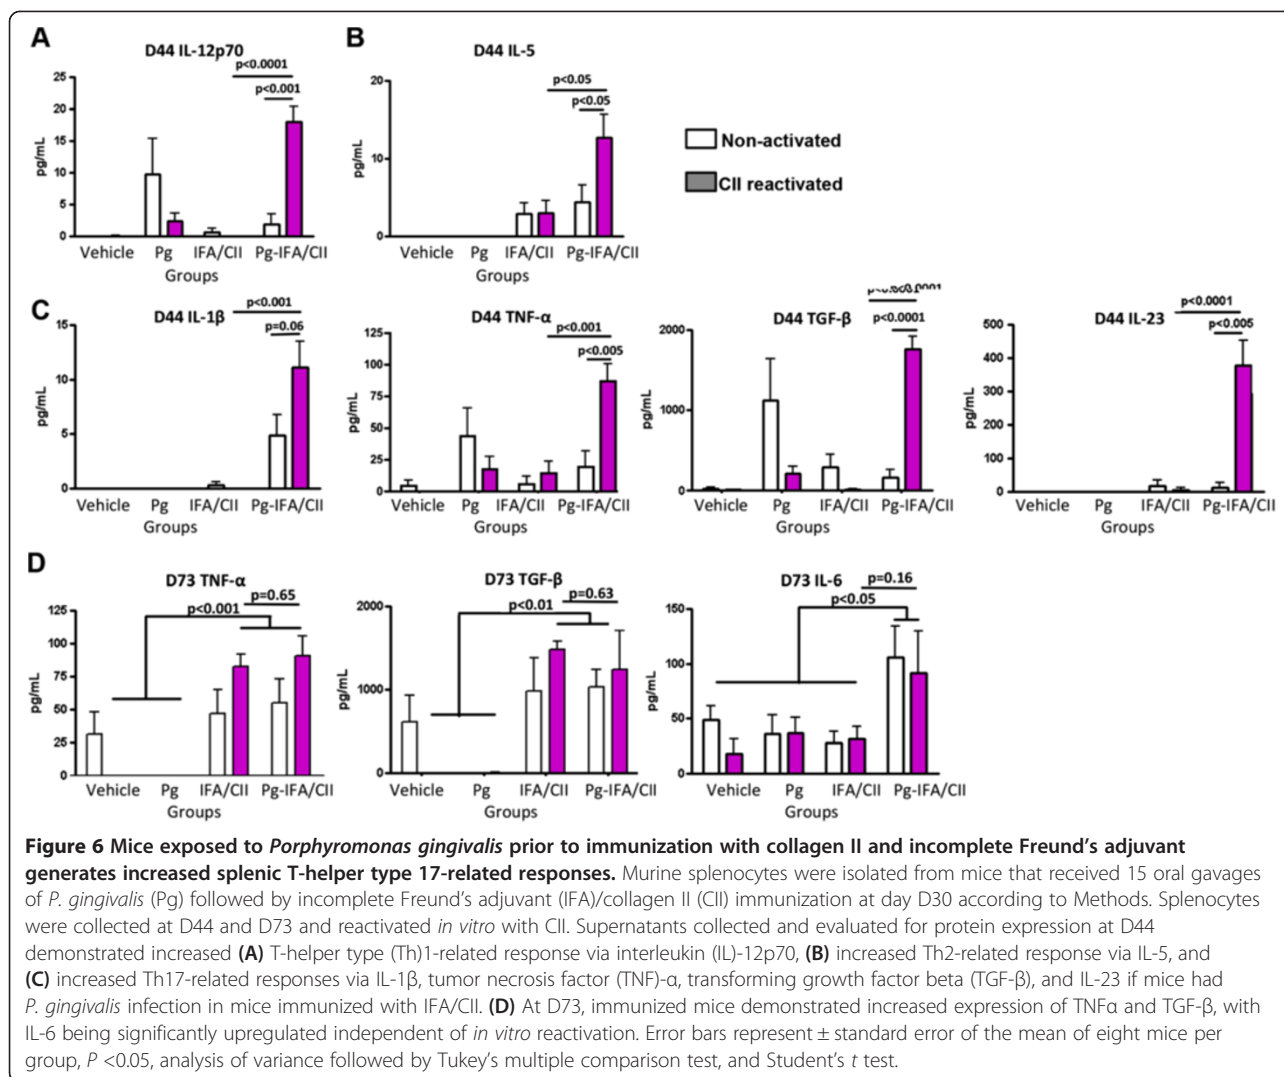 A
D44 IL-12p70
p<0.0001
p<0.001
25
20
15
10
5
0
pg/mL
Vehicle Pg IFA/CII Pg-IFA/CII
Groups
B
D44 IL-5
p<0.05
p<0.05
20
10
0
pg/mL
Vehicle Pg IFA/CII Pg-IFA/CII
Groups
Non-activated
CII reactivated
C
D44 IL-1β
p<0.001
p=0.06
15
10
5
0
pg/mL
Vehicle Pg IFA/CII Pg-IFA/CII
Groups
D44 TNF-α
p<0.001
p<0.005
125
100
75
50
25
0
pg/mL
Vehicle Pg IFA/CII Pg-IFA/CII
Groups
D44 TGF-β
p<0.0001
2000
1000
0
pg/mL
Vehicle Pg IFA/CII Pg-IFA/CII
Groups
D44 IL-23
p<0.0001
p<0.005
500
400
300
200
100
0
pg/mL
Vehicle Pg IFA/CII Pg-IFA/CII
Groups
D
D73 TNF-α
p=0.65
p<0.001
125
100
75
50
25
0
pg/mL
Vehicle Pg IFA/CII Pg-IFA/CII
Groups
D73 TGF-β
p=0.63
p<0.01
2000
1000
0
pg/mL
Vehicle Pg IFA/CII Pg-IFA/CII
Groups
D73 IL-6
p=0.16
p<0.05
150
100
50
0
pg/mL
Vehicle Pg IFA/CII Pg-IFA/CII
Groups
Figure 6 Mice exposed to Porphyromonas gingivalis prior to immunization with collagen II and incomplete Freund's adjuvant
generates increased splenic T-helper type 17-related responses. Murine splenocytes were isolated from mice that received 15 oral gavages
of P. gingivalis (Pg) followed by incomplete Freund's adjuvant (IFA)/collagen II (CII) immunization at day D30 according to Methods. Splenocytes
were collected at D44 and D73 and reactivated in vitro with CII. Supernatants collected and evaluated for protein expression at D44
demonstrated increased (A) T-helper type (Th)1-related response via interleukin (IL)-12p70, (B) increased Th2-related response via IL-5, and
(C) increased Th17-related responses via IL-1β, tumor necrosis factor (TNF)-α, transforming growth factor beta (TGF-β), and IL-23 if mice had
P. gingivalis infection in mice immunized with IFA/CII. (D) At D73, immunized mice demonstrated increased expression of TNFα and TGF-β, with
IL-6 being significantly upregulated independent of in vitro reactivation. Error bars represent ± standard error of the mean of eight mice per
group, P <0.05, analysis of variance followed by Tukey's multiple comparison test, and Student's t test.